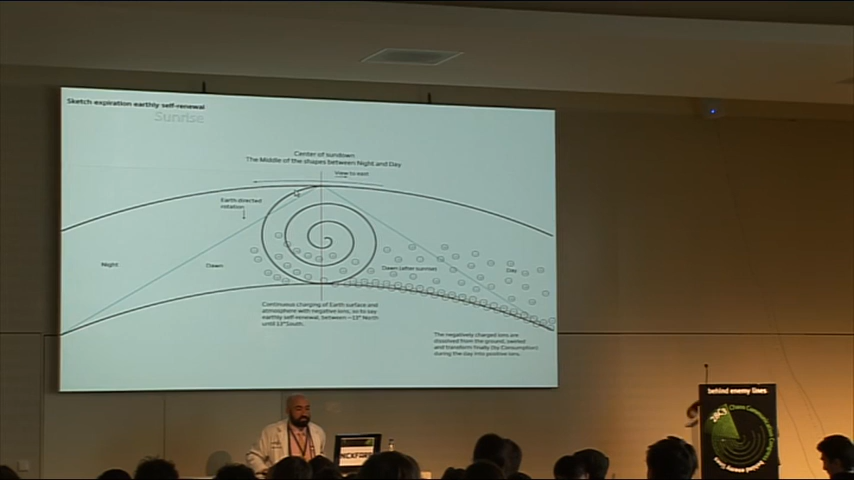 Sketch expiration earthly self-renewal
Sunrise
Center of sundown
The Middle of the shapes between Night and Day
View to east
Earth directed
rotation
Night
Dawn
Dawn (after sunrise)
Day
Continuous charging of Earth surface and
atmosphere with negative ions, so to say
earthly self-renewal, between
North
until 13° South.
The negatively charged ions are
dissolved from the ground, swirled
and transform finally (by Consumption)
during the day into positive ions.
behind enemy lines